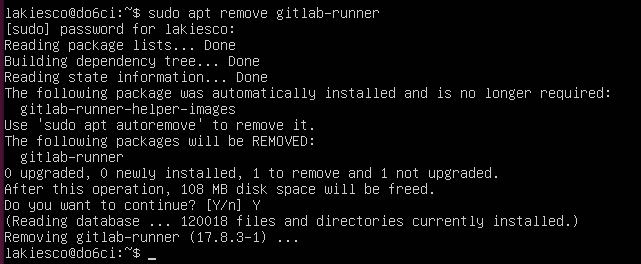 lakiesco@do6ci:~$ sudo apt remove gitlab-runner
[sudo] password for lakiesco:
Reading package lists... Done
Building dependency tree... Done
Reading state information... Done
The following package was automatically installed and is no longer required:
  gitlab-runner-helper-images
Use 'sudo apt autoremove' to remove it.
The following packages will be REMOVED:
  gitlab-runner
0 upgraded, 0 newly installed, 1 to remove and 1 not upgraded.
After this operation, 108 MB disk space will be freed.
Do you want to continue? [Y/n] Y
(Reading database ... 120018 files and directories currently installed.)
Removing gitlab-runner (17.8.3-1) ...
lakiesco@do6ci:~$ _